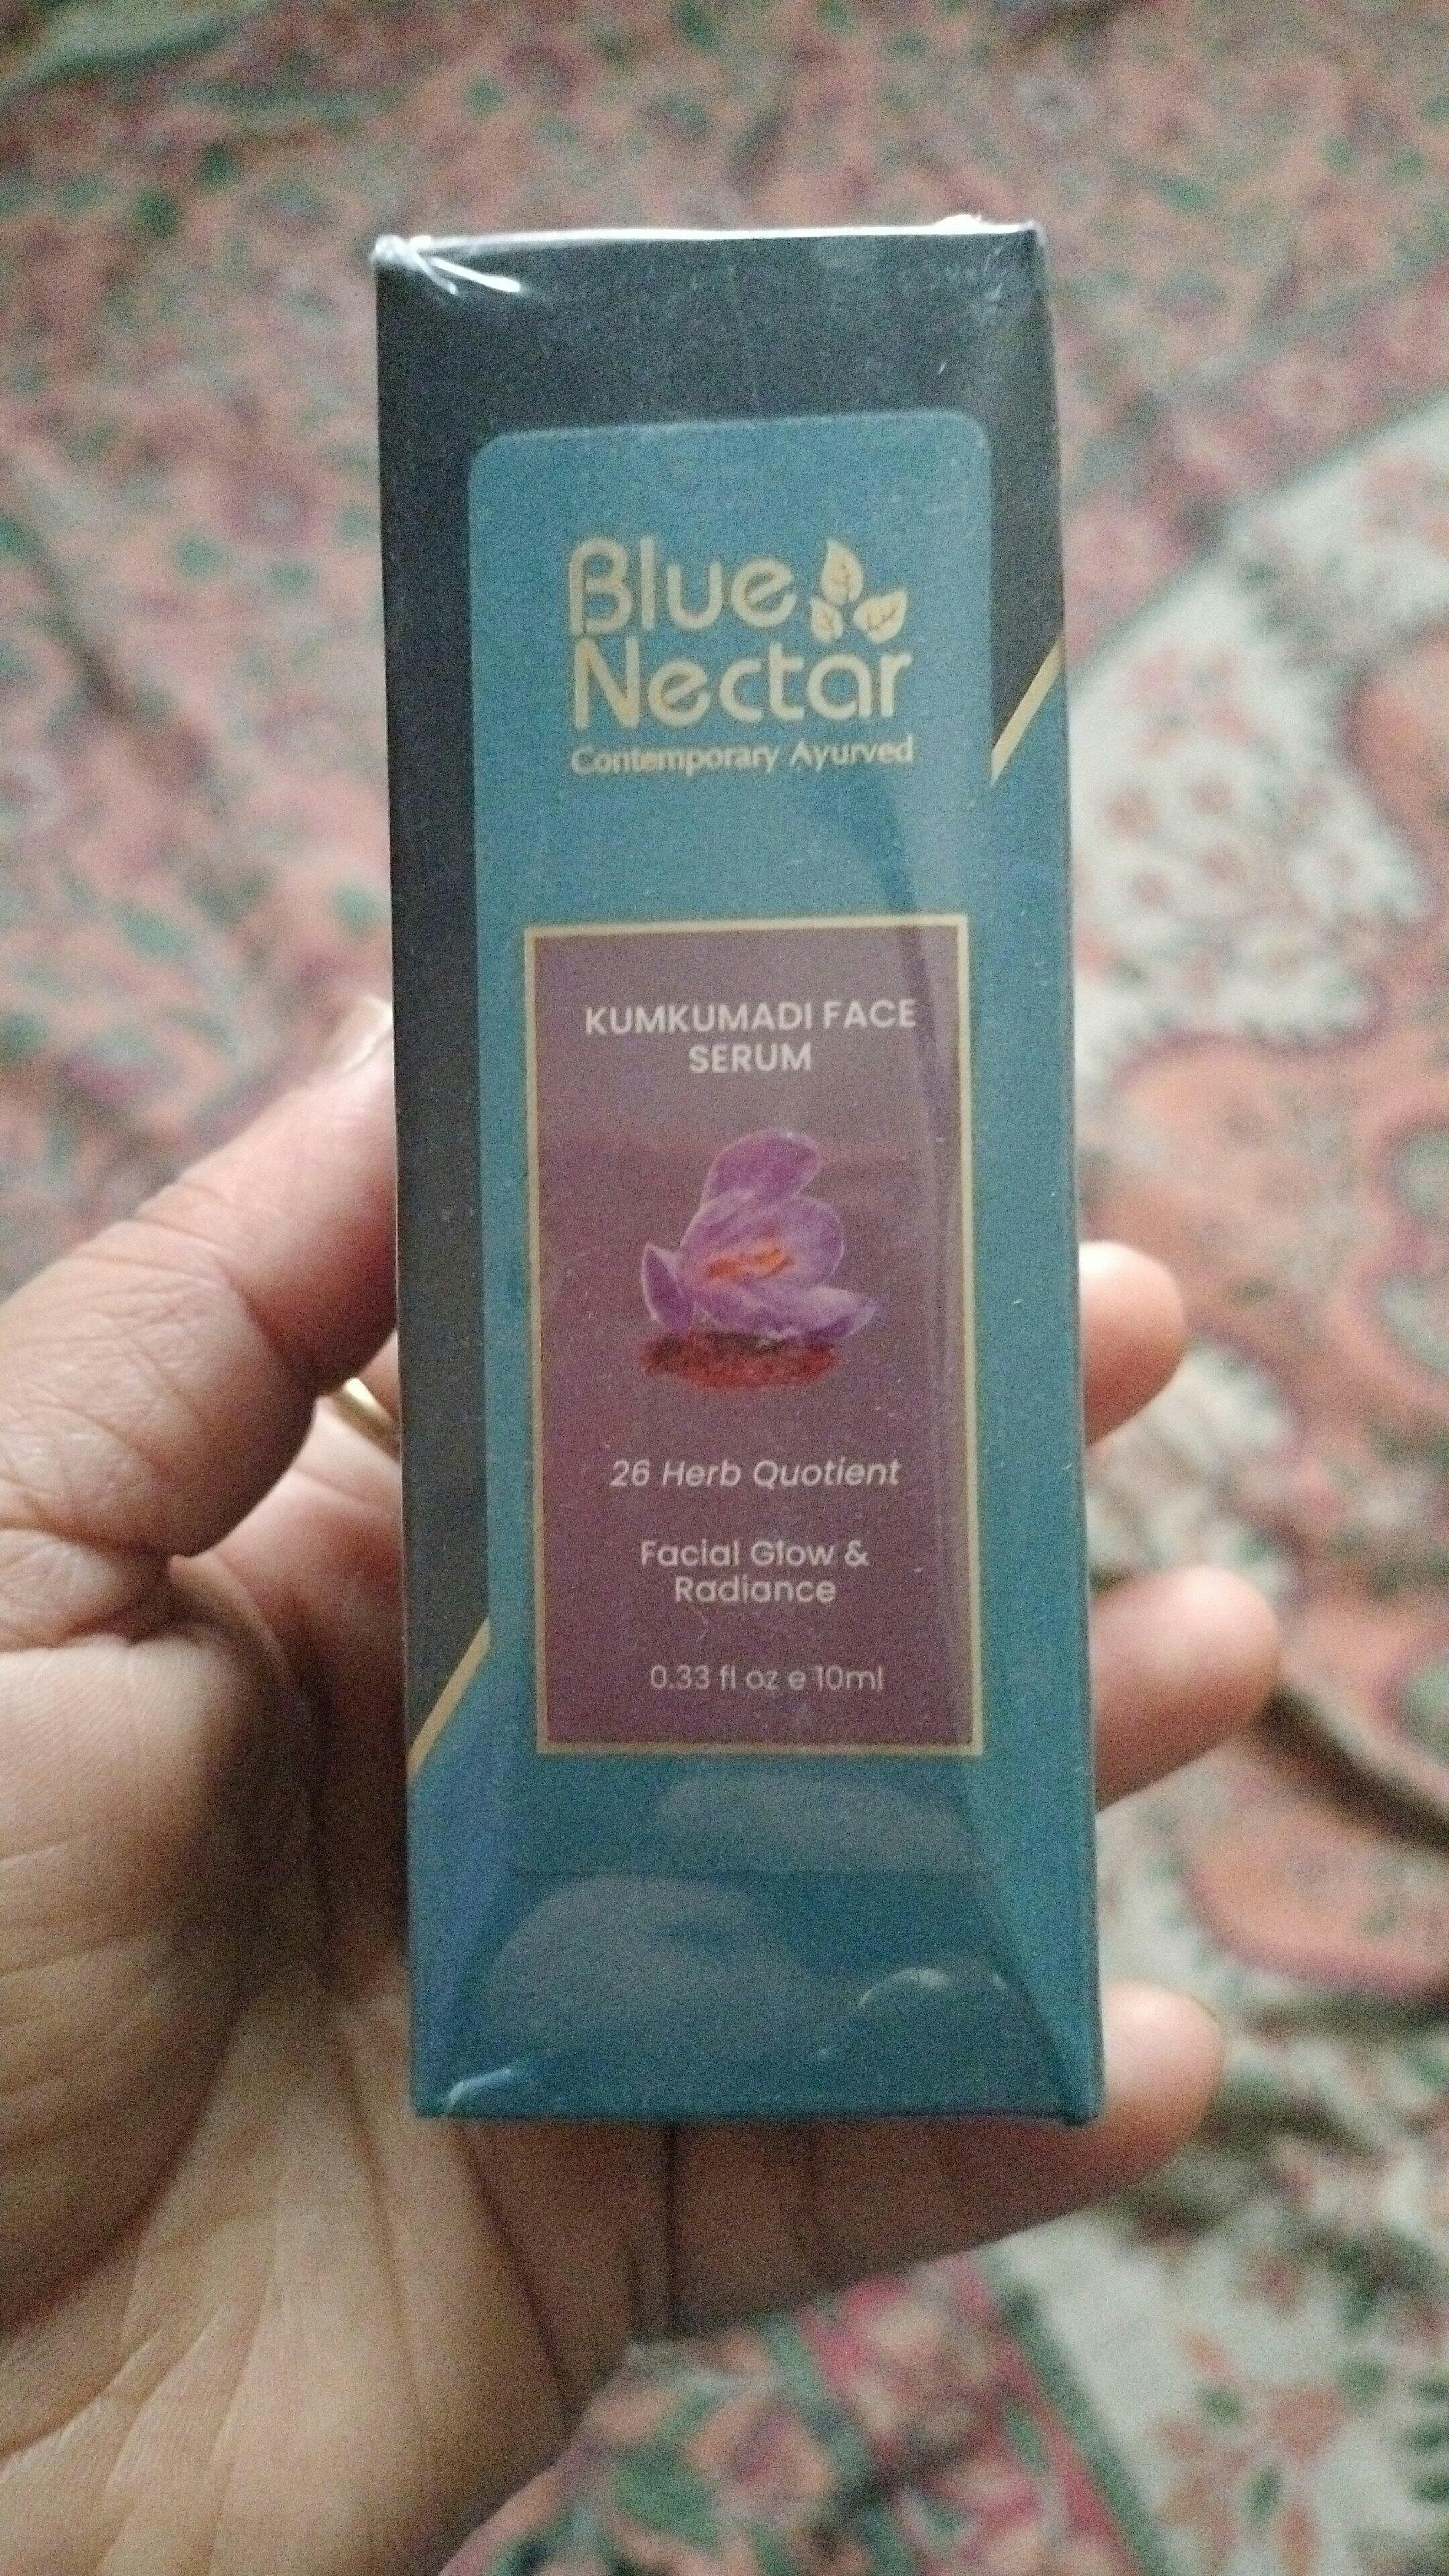 Blue
Nectar
Contemporary Ayurved
KUMKUMADI FACE
SERUM
26 Herb Quotient
Facial Glow &
Radiance
0.33 fl oz e 10ml